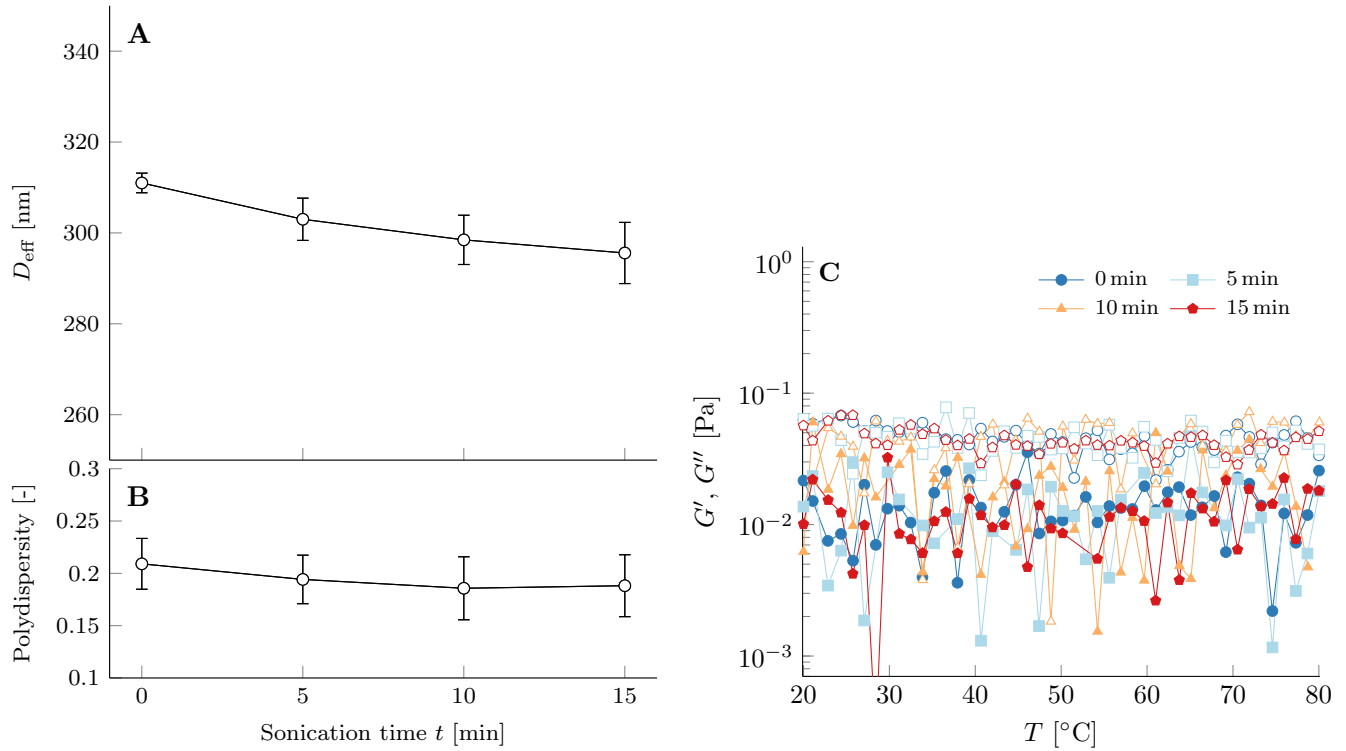 A
340
320
300
280
260
D_eff [nm]
B
0.3
0.25
0.2
0.15
0.1
Polydispersity [-]
0 5 10 15
Sonication time t [min]
C
0 min 5 min
10 min 15 min
10^0
10^−1
10^−2
10^−3
G′, G″ [Pa]
20 30 40 50 60 70 80
T [°C]